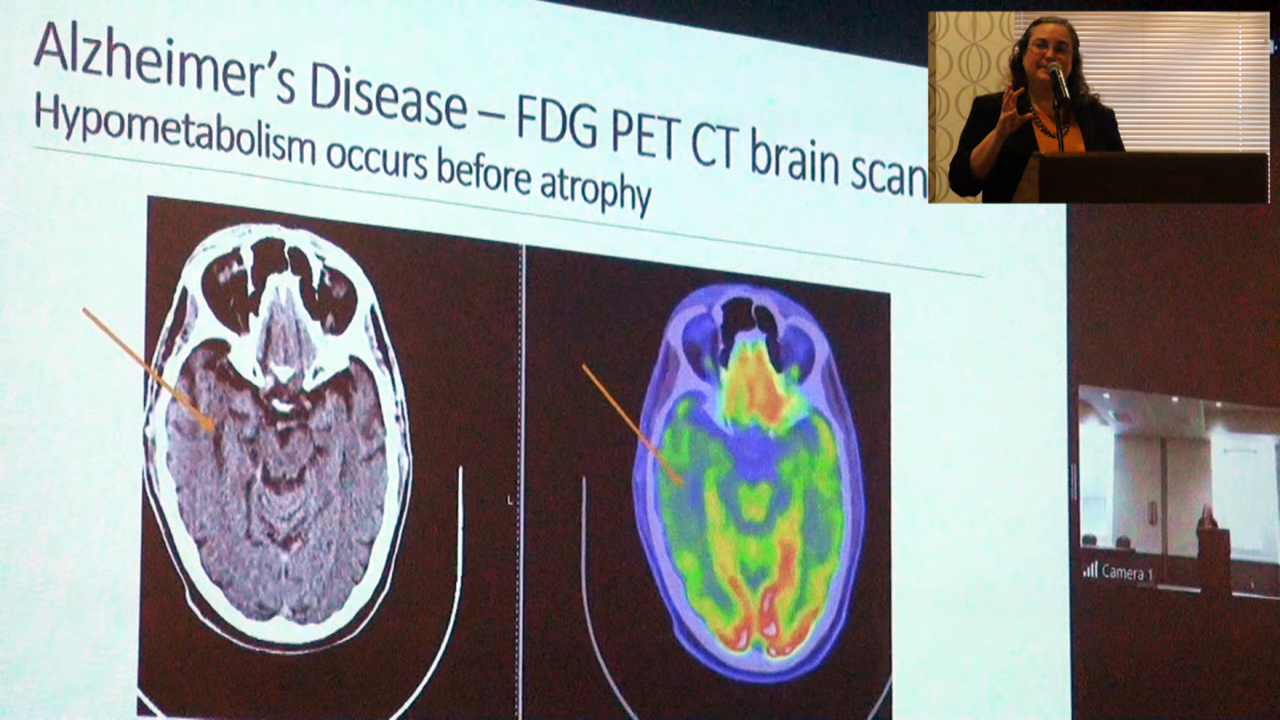 Alzheimer's Disease – FDG PET CT brain scan
Hypometabolism occurs before atrophy
L
Camera 1